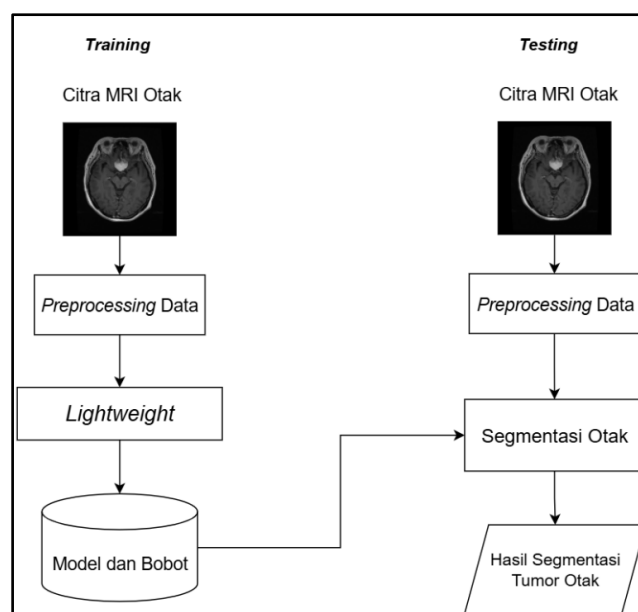 Training
Citra MRI Otak
Preprocessing Data
Lightweight
Model dan Bobot
Testing
Citra MRI Otak
Preprocessing Data
Segmentasi Otak
Hasil Segmentasi
Tumor Otak